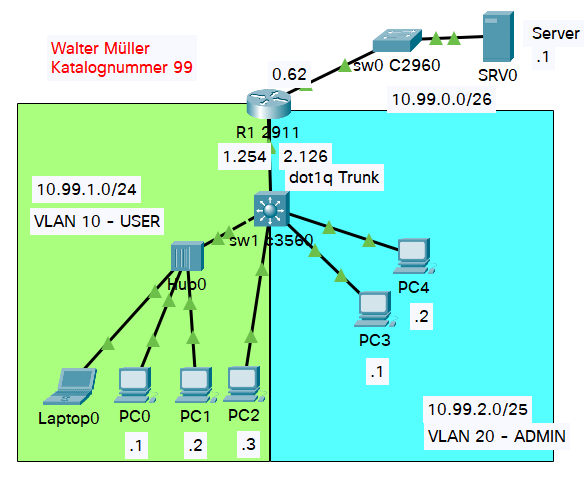 Walter Müller
Katalognummer 99
Server
.1
sw0 C2960
SRV0
0.62
10.99.0.0/26
R1 2911
1.254
2.126
dot1q Trunk
10.99.1.0/24
VLAN 10 - USER
sw1 c3560
Hub0
PC4
.2
PC3
.1
Laptop0
PC0
PC1
PC2
.1
.2
.3
10.99.2.0/25
VLAN 20 - ADMIN